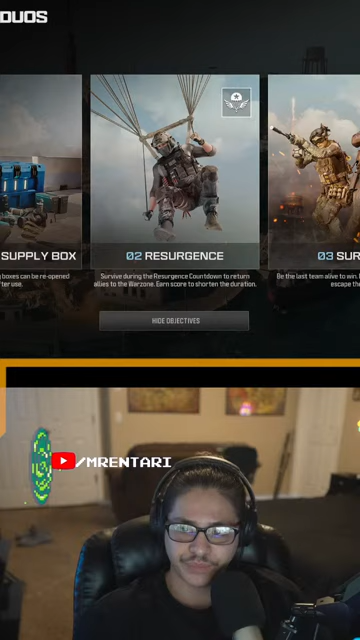 DUOS
SUPPLY BOX
boxes can be re-opened
after use.
02 RESURGENCE
Survive during the Resurgence Countdown to return
allies to the Warzone. Earn score to shorten the duration.
03 SUR
Be the last team alive to win.
escape the
HIDE OBJECTIVES
/MRENTARI